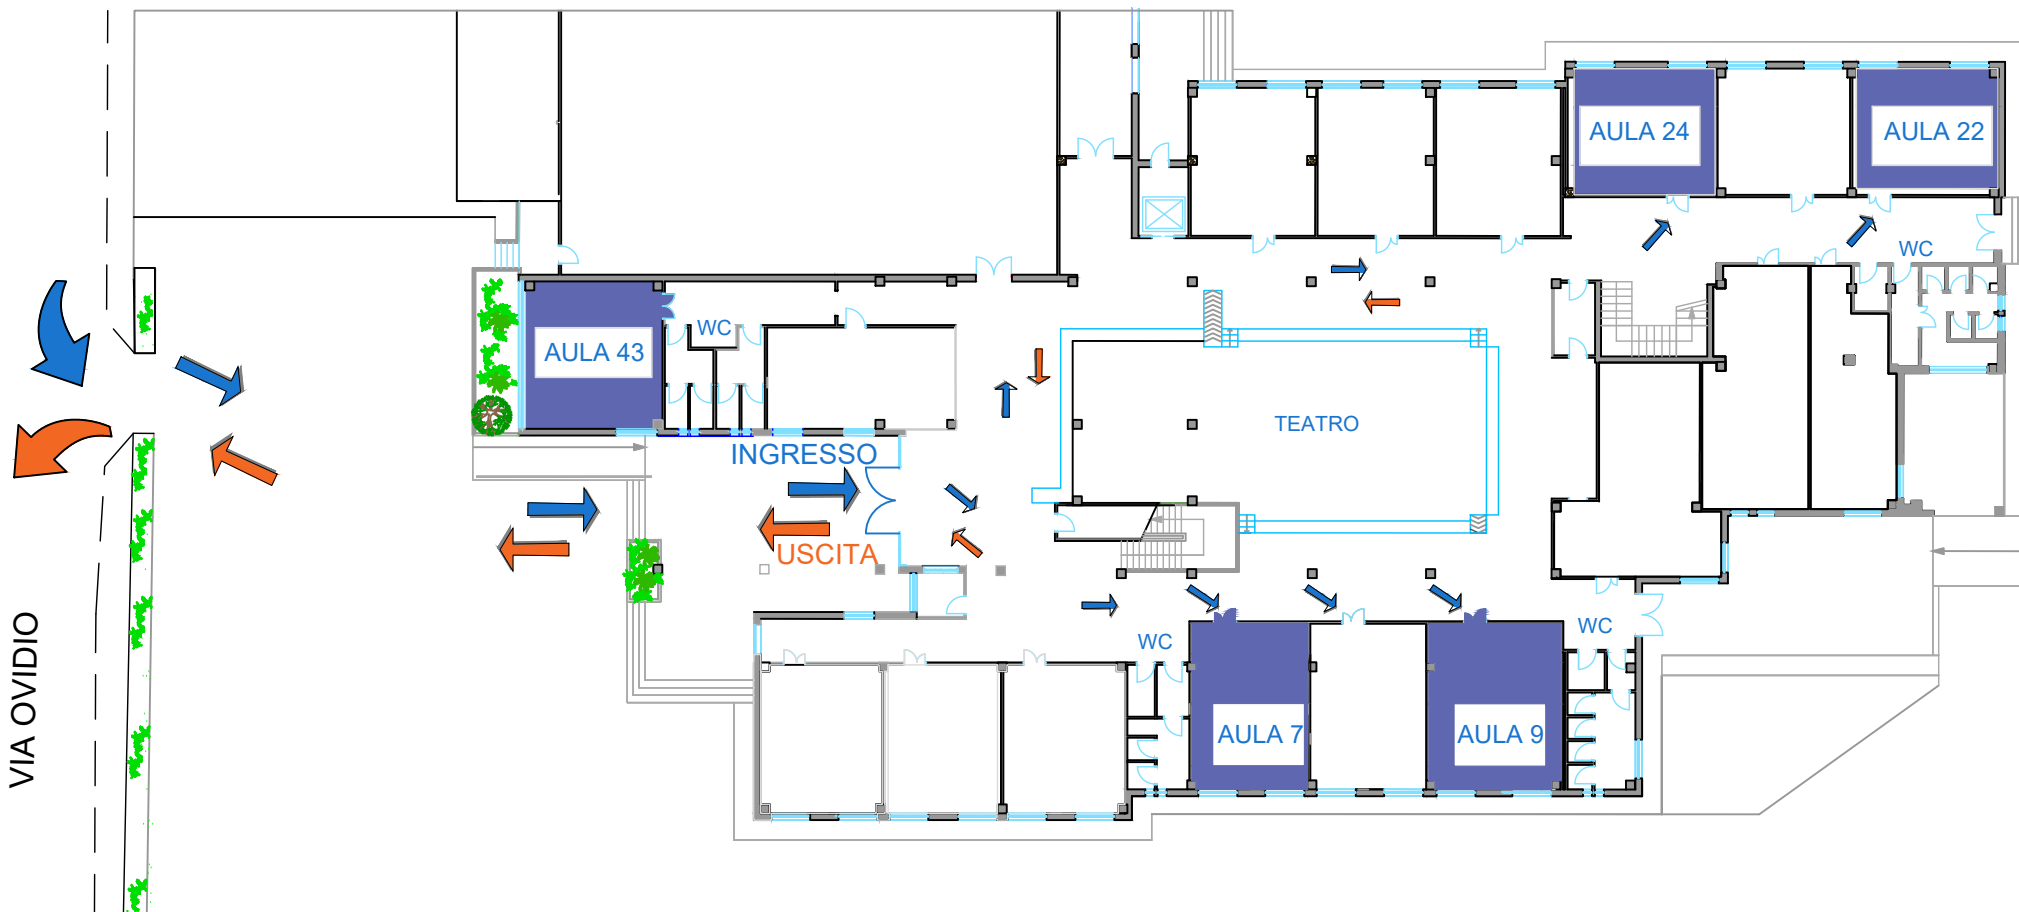 AULA 24
AULA 22
WC
WC
AULA 43
TEATRO
INGRESSO
USCITA
VIA OVIDIO
WC
WC
AULA 7
AULA 9